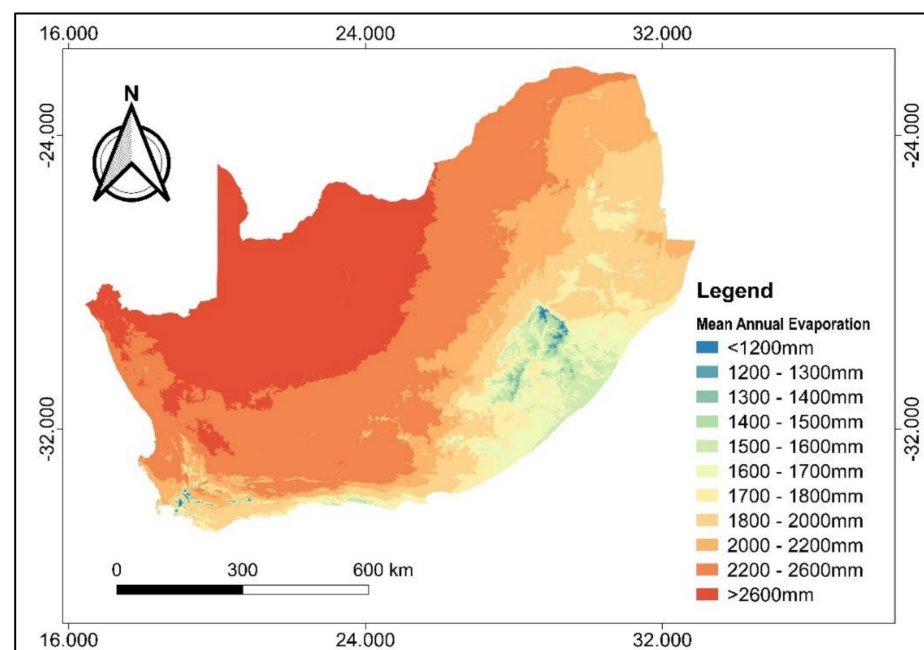 16.000 24.000 32.000
N
-24.000 -24.000
Legend
Mean Annual Evaporation
<1200mm
1200 - 1300mm
1300 - 1400mm
1400 - 1500mm
1500 - 1600mm
1600 - 1700mm
1700 - 1800mm
1800 - 2000mm
2000 - 2200mm
2200 - 2600mm
>2600mm
-32.000 -32.000
0 300 600 km
16.000 24.000 32.000